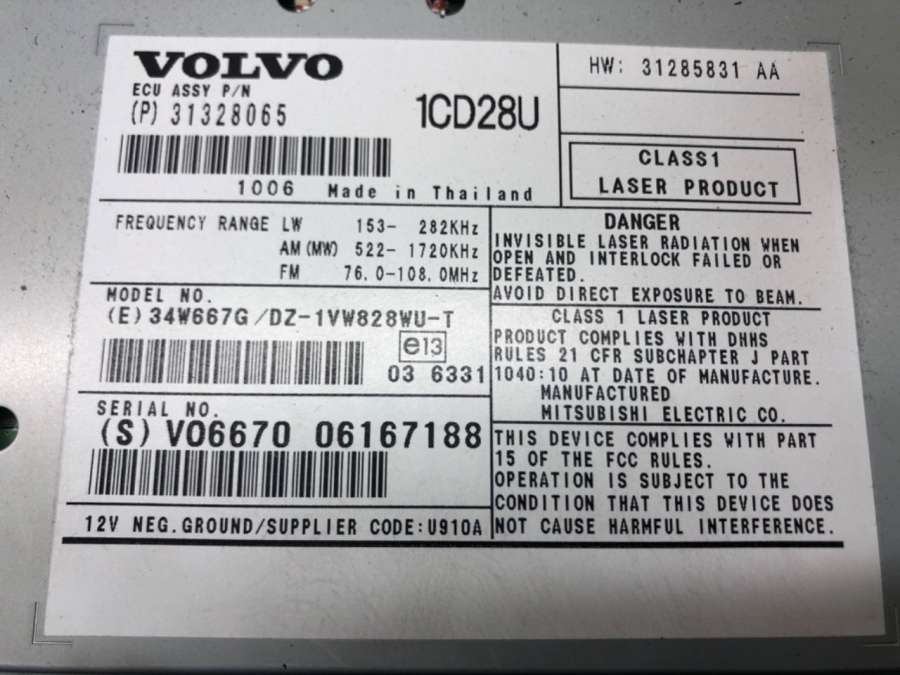 VOLVO
ECU ASSY P/N
(P) 31328065
1CD28U
1006 Made in Thailand
HW: 31285831 AA
CLASS1
LASER PRODUCT
FREQUENCY RANGE LW 153- 282KHz
AM(MW) 522- 1720KHz
FM 76.0-108.0MHz
MODEL NO.
(E)34W667G/DZ-1VW828WU-T
e13
03 6331
SERIAL NO.
(S)V06670 06167188
12V NEG.GROUND/SUPPLIER CODE:U910A
DANGER
INVISIBLE LASER RADIATION WHEN
OPEN AND INTERLOCK FAILED OR
DEFEATED.
AVOID DIRECT EXPOSURE TO BEAM.
CLASS 1 LASER PRODUCT
PRODUCT COMPLIES WITH DHHS
RULES 21 CFR SUBCHAPTER J PART
1040:10 AT DATE OF MANUFACTURE.
MANUFACTURED
MITSUBISHI ELECTRIC CO.
THIS DEVICE COMPLIES WITH PART
15 OF THE FCC RULES.
OPERATION IS SUBJECT TO THE
CONDITION THAT THIS DEVICE DOES
NOT CAUSE HARMFUL INTERFERENCE.